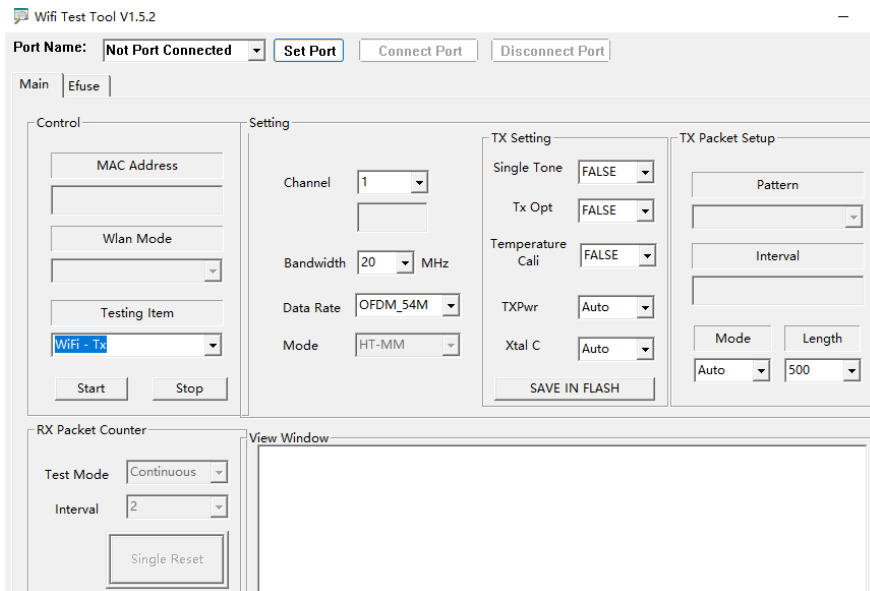 Wifi Test Tool V1.5.2
Port Name: Not Port Connected Set Port Connect Port Disconnect Port
Main Efuse
Control
MAC Address
Wlan Mode
Testing Item
WiFi - Tx
Start Stop
Setting
Channel 1
Bandwidth 20 MHz
Data Rate OFDM_54M
Mode HT-MM
TX Setting
Single Tone FALSE
Tx Opt FALSE
Temperature
Cali FALSE
TXPwr Auto
Xtal C Auto
SAVE IN FLASH
TX Packet Setup
Pattern
Interval
Mode Length
Auto 500
RX Packet Counter
Test Mode Continuous
Interval 2
Single Reset
View Window